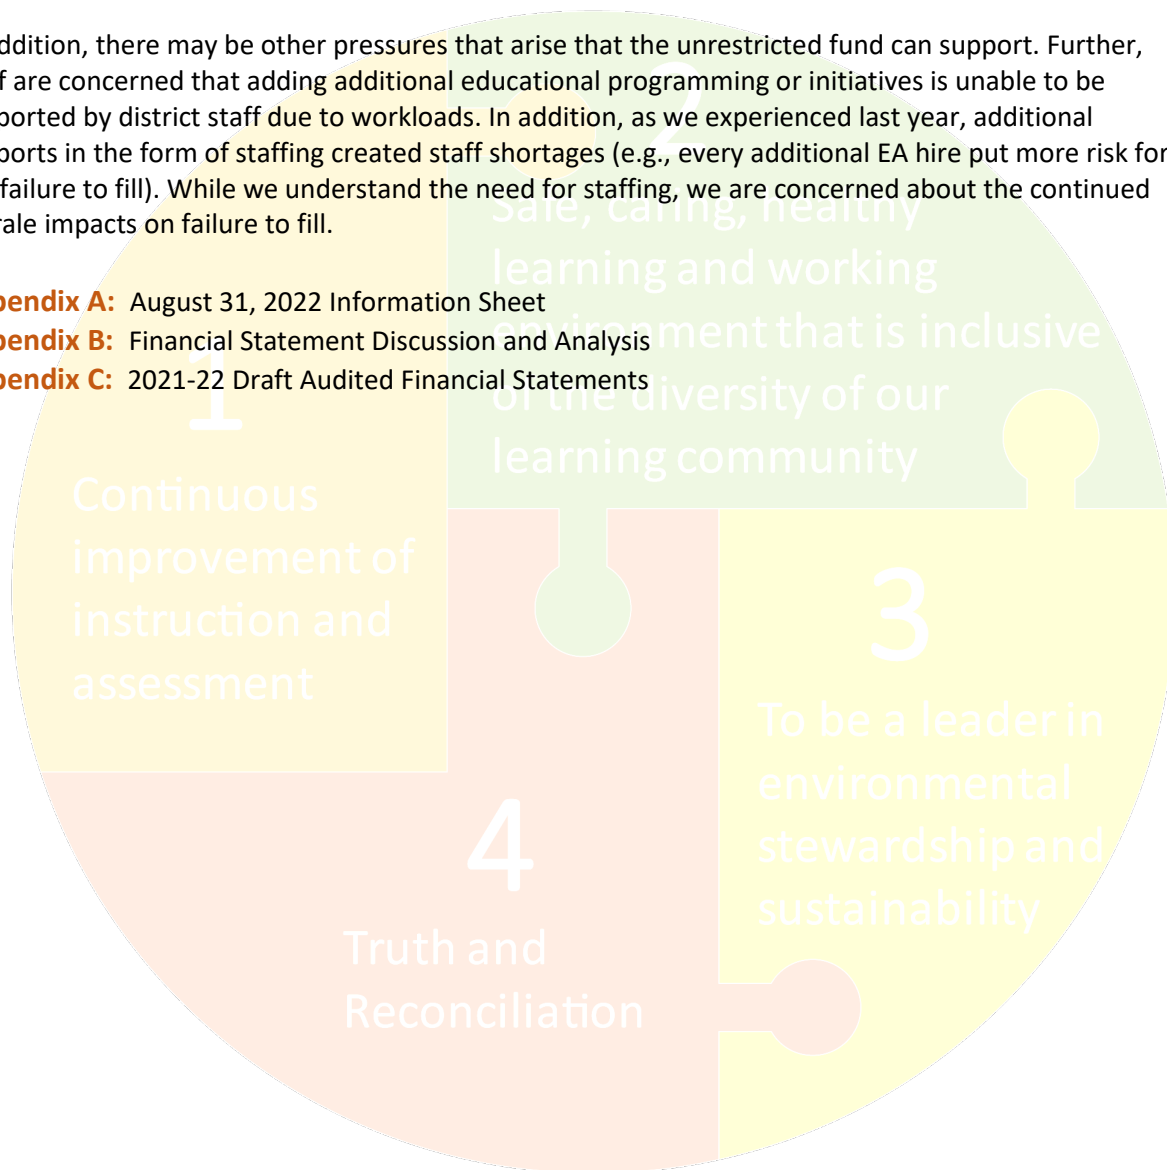 ddition, there may be other pressures that arise that the unrestricted fund can support. Further,
f are concerned that adding additional educational programming or initiatives is unable to be
ported by district staff due to workloads. In addition, as we experienced last year, additional
ports in the form of staffing created staff shortages (e.g., every additional EA hire put more risk for
failure to fill). While we understand the need for staffing, we are concerned about the continued
rale impacts on failure to fill.
pendix A: August 31, 2022 Information Sheet
pendix B: Financial Statement Discussion and Analysis
pendix C: 2021-22 Draft Audited Financial Statements
1
Continuous
improvement of
instruction and
assessment
2
Safe, caring, healthy
learning and working
environment that is inclusive
of the diversity of our
learning community
3
To be a leader in
environmental
stewardship and
sustainability
4
Truth and
Reconciliation